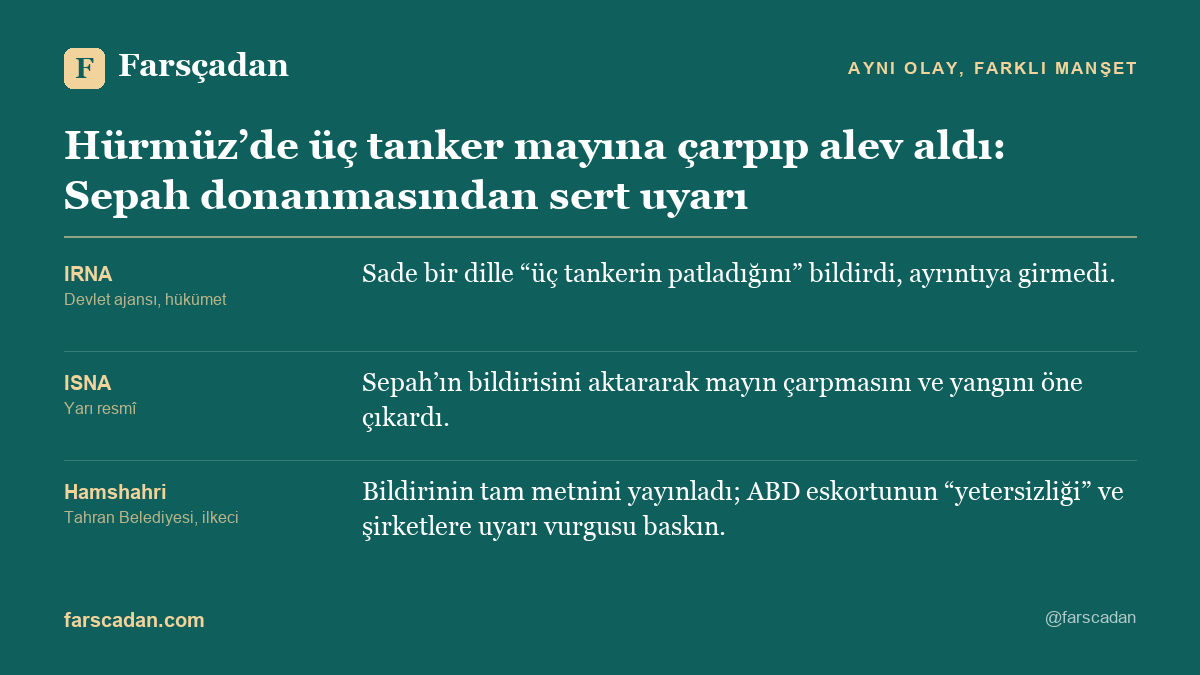 F Farsçadan
AYNI OLAY, FARKLI MANŞET
Hürmüz’de üç tanker mayına çarpıp alev aldı:
Sepah donanmasından sert uyarı
IRNA
Devlet ajansı, hükümet
Sade bir dille “üç tankerin patladığını” bildirdi, ayrıntıya girmedi.
ISNA
Yarı resmî
Sepah’ın bildirisini aktararak mayın çarpmasını ve yangını öne
çıkardı.
Hamshahri
Tahran Belediyesi, ilkeci
Bildirinin tam metnini yayınladı; ABD eskortunun “yetersizliği” ve
şirketlere uyarı vurgusu baskın.
farscadan.com
@farscadan